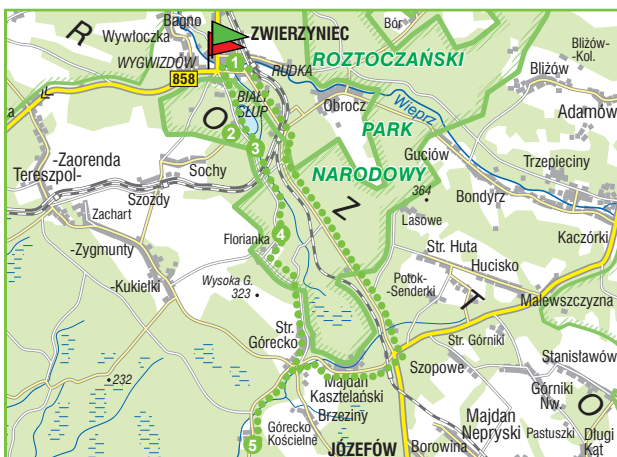 Bagno
Wywłoczka
ZWIERZYNIEC
WYGWIZDÓW
858
1
RUDKA
BIAŁY
SŁUP
2
3
R
O
Z
T
O
Bór
ROZTOCZAŃSKI
PARK
NARODOWY
Wieprz
Obrocz
Bliżów-
-Kol.
Bliżów
Adamów
Guciów
Trzepieciny
Bondyrz
Kaczórki
364
Lasowe
-Zaorenda
Tereszpol-
Sochy
Szozdy
Zachart
-Zygmunty
-Kukiełki
Florianka
4
Wysoka G.
323
Str. Huta
Hucisko
Potok-
-Senderki
Malewszczyzna
Str.
Górecko
Str. Górniki
Szopowe
Stanisławów
232
Majdan
Kasztelański
Brzeziny
Górniki
Nw.
Majdan
Nepryski
Pastuszki
Długi
Kąt
Górecko
Kościelne
5
JÓZEFÓW
Borowina